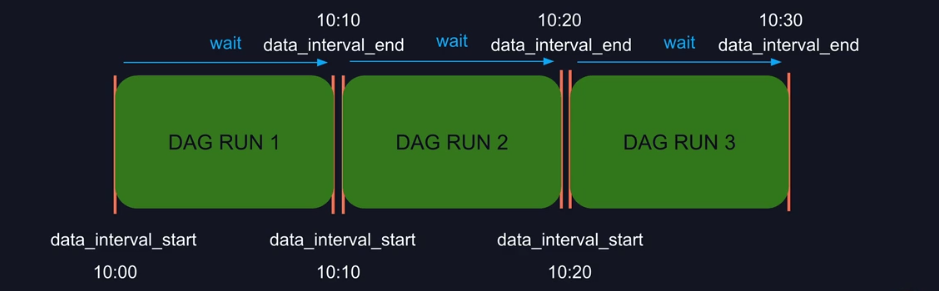 10:10 10:20 10:30
wait data_interval_end wait data_interval_end wait data_interval_end
DAG RUN 1 DAG RUN 2 DAG RUN 3
data_interval_start data_interval_start data_interval_start
10:00 10:10 10:20